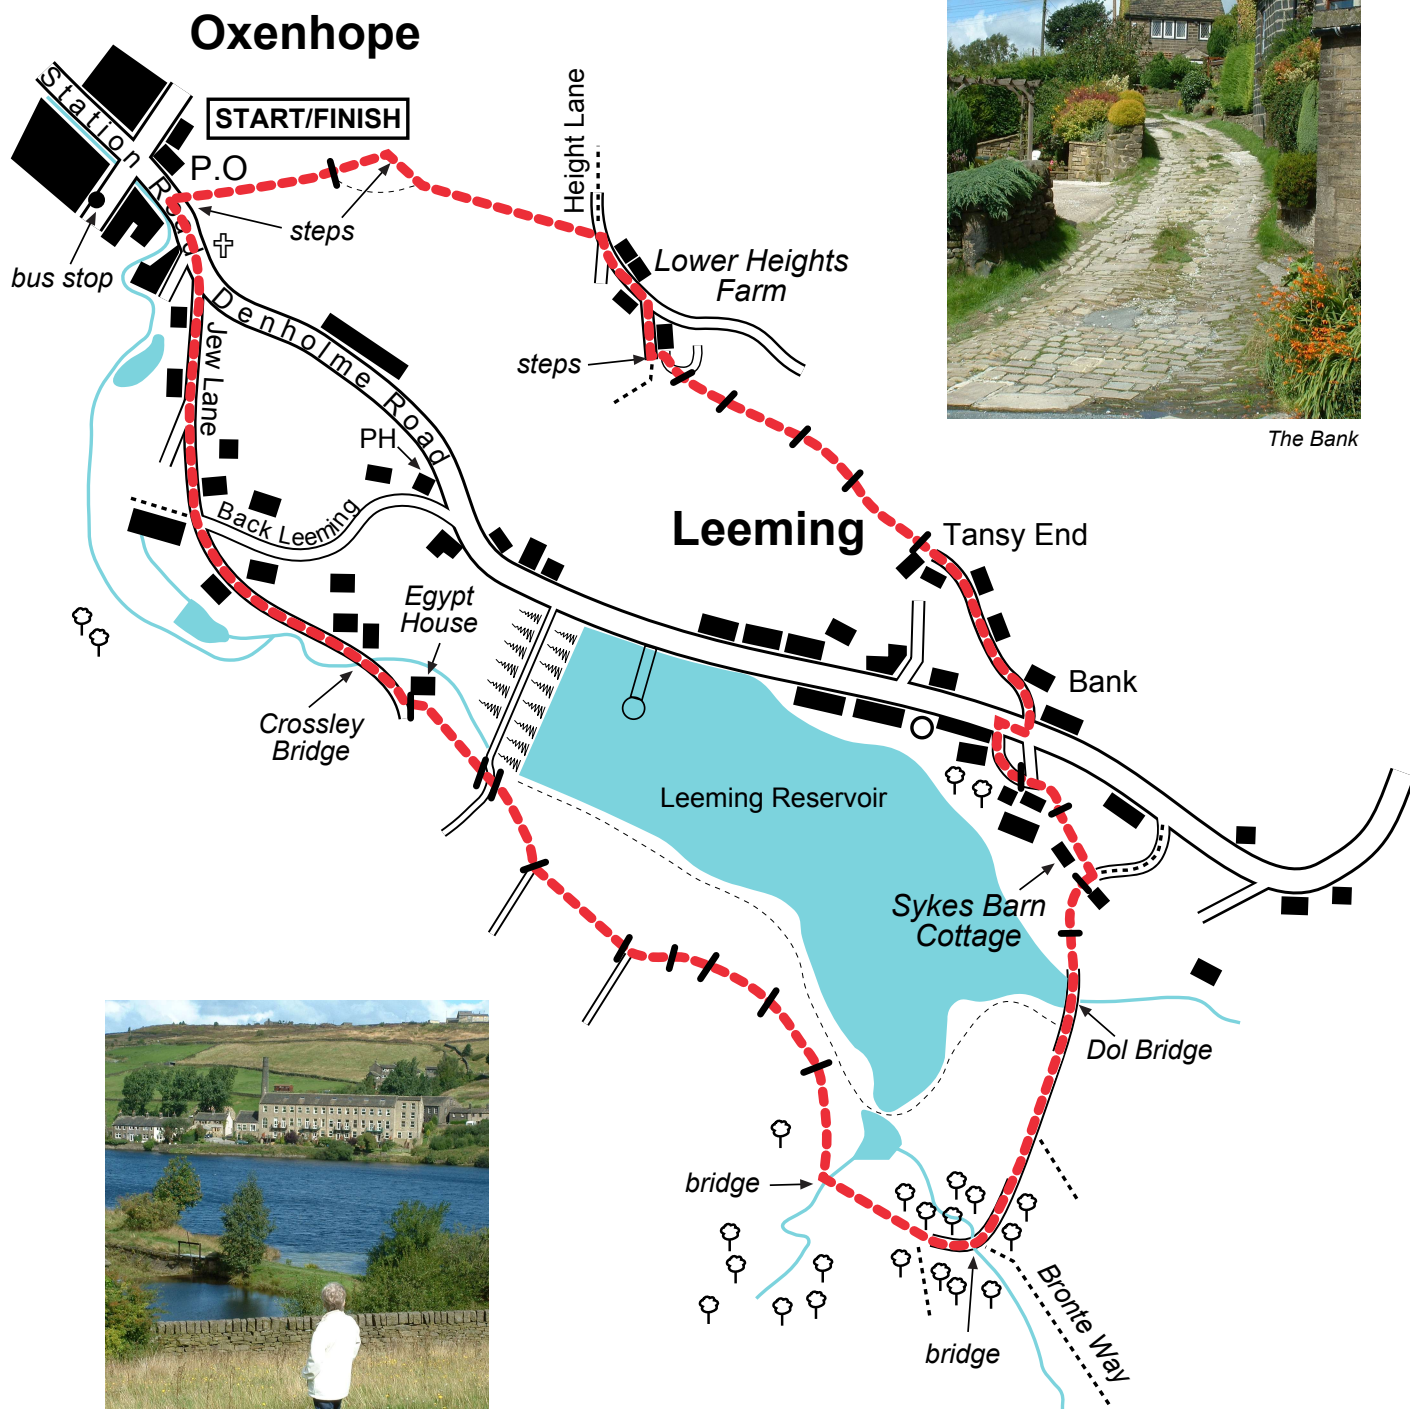 Oxenhope
Station Road
START/FINISH
P.O
steps
bus stop
Height Lane
Lower Heights
Farm
steps
Denholme Road
Jew Lane
PH
Back Leeming
The Bank
Leeming
Tansy End
Egypt
House
Bank
Crossley
Bridge
Leeming Reservoir
Sykes Barn
Cottage
Dol Bridge
bridge
Bronte Way
bridge